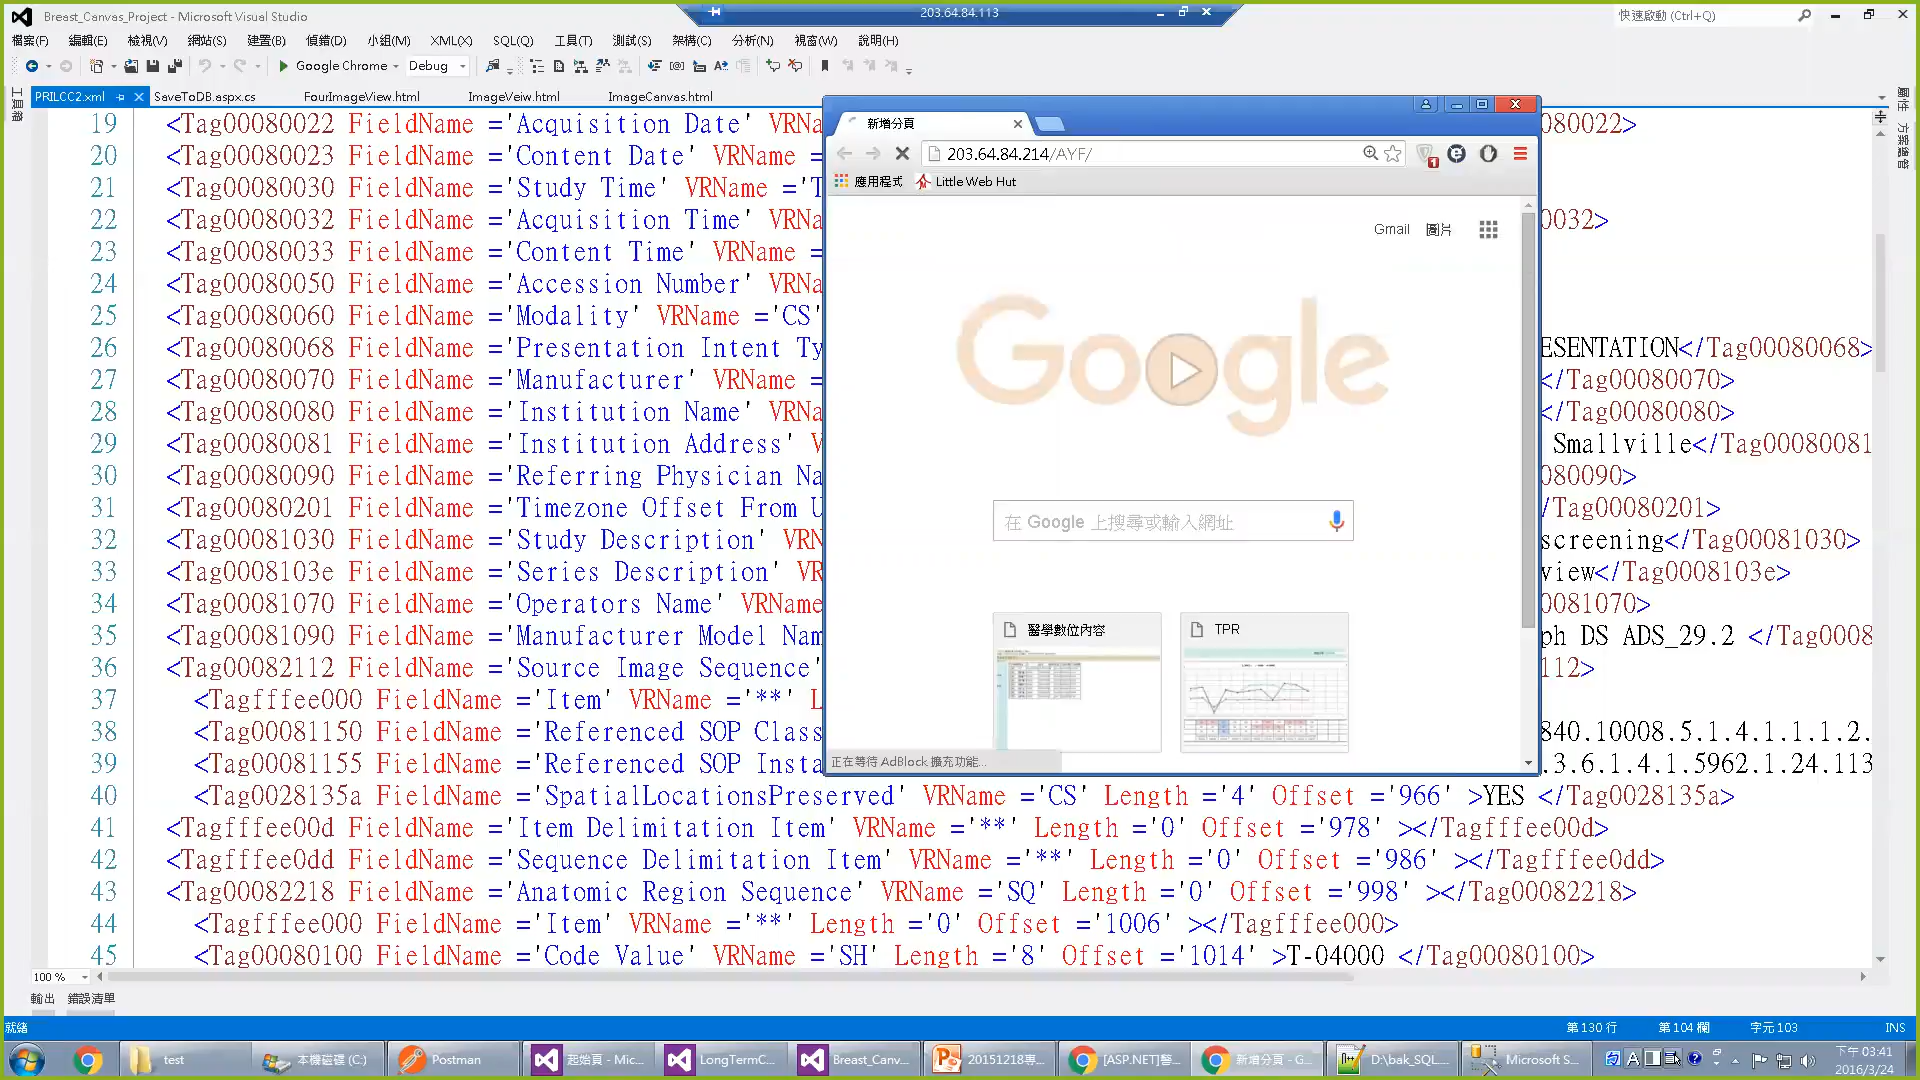 Breast_Canvas_Project - Microsoft Visual Studio
203.64.84.113
快速啟動 (Ctrl+Q)
檔案(F) 編輯(E) 檢視(V) 網站(S) 建置(B) 偵錯(D) 小組(M) XML(X) SQL(Q) 工具(T) 測試(S) 架構(C) 分析(N) 視窗(W) 說明(H)
Google Chrome Debug
PRILCC2.xml SaveToDB.aspx.cs FourImageView.html ImageVeiw.html ImageCanvas.html
工具箱
屬性 方案總管
19 <Tag00080022 FieldName ='Acquisition Date' VRNa 080022>
20 <Tag00080023 FieldName ='Content Date' VRName =
21 <Tag00080030 FieldName ='Study Time' VRName ='T
22 <Tag00080032 FieldName ='Acquisition Time' VRNa 0032>
23 <Tag00080033 FieldName ='Content Time' VRName =
24 <Tag00080050 FieldName ='Accession Number' VRNa
25 <Tag00080060 FieldName ='Modality' VRName ='CS'
26 <Tag00080068 FieldName ='Presentation Intent Ty ESENTATION</Tag00080068>
27 <Tag00080070 FieldName ='Manufacturer' VRName = </Tag00080070>
28 <Tag00080080 FieldName ='Institution Name' VRNa </Tag00080080>
29 <Tag00080081 FieldName ='Institution Address' V Smallville</Tag00080081
30 <Tag00080090 FieldName ='Referring Physician Na 080090>
31 <Tag00080201 FieldName ='Timezone Offset From U /Tag00080201>
32 <Tag00081030 FieldName ='Study Description' VRN screening</Tag00081030>
33 <Tag0008103e FieldName ='Series Description' VR view</Tag0008103e>
34 <Tag00081070 FieldName ='Operators Name' VRName 0081070>
35 <Tag00081090 FieldName ='Manufacturer Model Nam ph DS ADS_29.2 </Tag0008
36 <Tag00082112 FieldName ='Source Image Sequence' 112>
37 <Tagfffee000 FieldName ='Item' VRName ='**' L
38 <Tag00081150 FieldName ='Referenced SOP Class 840.10008.5.1.4.1.1.1.2.
39 <Tag00081155 FieldName ='Referenced SOP Insta .3.6.1.4.1.5962.1.24.113
40 <Tag0028135a FieldName ='SpatialLocationsPreserved' VRName ='CS' Length ='4' Offset ='966' >YES </Tag0028135a>
41 <Tagfffee00d FieldName ='Item Delimitation Item' VRName ='**' Length ='0' Offset ='978' ></Tagfffee00d>
42 <Tagfffee0dd FieldName ='Sequence Delimitation Item' VRName ='**' Length ='0' Offset ='986' ></Tagfffee0dd>
43 <Tag00082218 FieldName ='Anatomic Region Sequence' VRName ='SQ' Length ='0' Offset ='998' ></Tag00082218>
44 <Tagfffee000 FieldName ='Item' VRName ='**' Length ='0' Offset ='1006' ></Tagfffee000>
45 <Tag00080100 FieldName ='Code Value' VRName ='SH' Length ='8' Offset ='1014' >T-04000 </Tag00080100>
新增分頁
203.64.84.214/AYF/
1
應用程式 Little Web Hut
Gmail 圖片
Google
在 Google 上搜尋或輸入網址
醫學數位內容 TPR
正在等待 AdBlock 擴充功能...
100 %
輸出 錯誤清單
就緒 第 130 行 第 104 欄 字元 103 INS
test 本機磁碟 (C:) Postman 起始頁 - Mic... LongTermC... Breast_Canv... 20151218專... [ASP.NET]醫... 新增分頁 - G... D:\bak_SQL... Microsoft S...
下午 03:41
2016/3/24